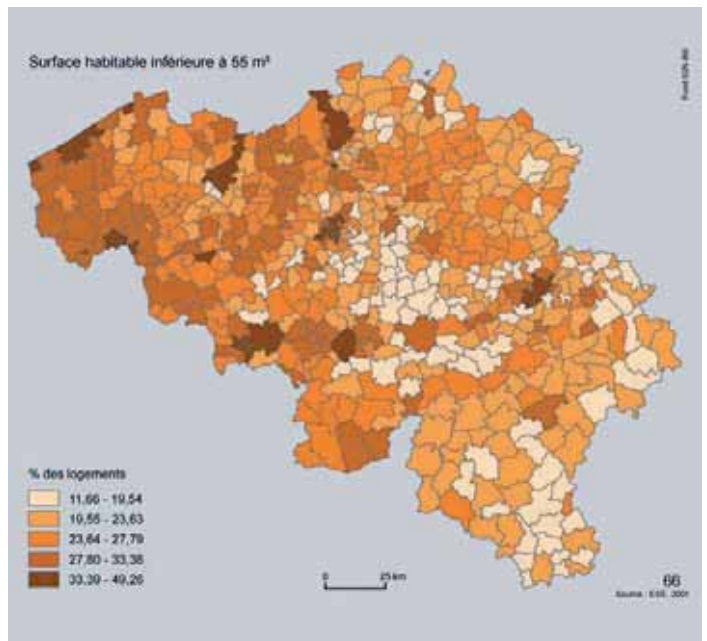 Surface habitable inférieure à 55 m²
% des logements
11,66 - 19,54
19,55 - 23,63
23,64 - 27,79
27,80 - 33,38
33,39 - 49,26
0 25 km
66
Source : ESE, 2001